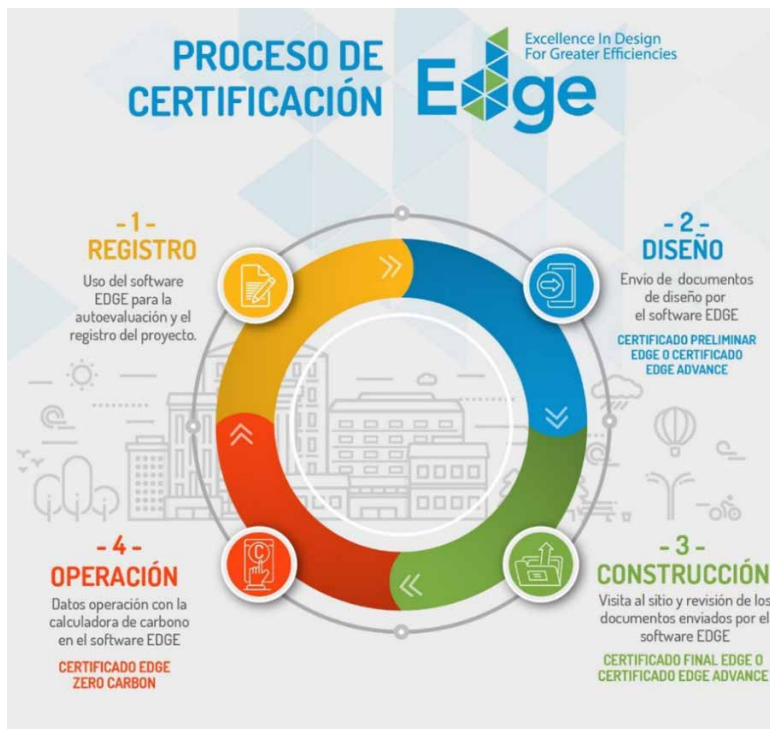 PROCESO DE
CERTIFICACIÓN
Edge
Excellence In Design
For Greater Efficiencies
- 1 -
REGISTRO
Uso del software
EDGE para la
autoevaluación y el
registro del proyecto.
- 2 -
DISEÑO
Envío de documentos
de diseño por
el software EDGE
CERTIFICADO PRELIMINAR
EDGE O CERTIFICADO
EDGE ADVANCE
- 3 -
CONSTRUCCIÓN
Visita al sitio y revisión de los
documentos enviados por el
software EDGE
CERTIFICADO FINAL EDGE O
CERTIFICADO EDGE ADVANCE
- 4 -
OPERACIÓN
Datos operación con la
calculadora de carbono
en el software EDGE
CERTIFICADO EDGE
ZERO CARBON
C